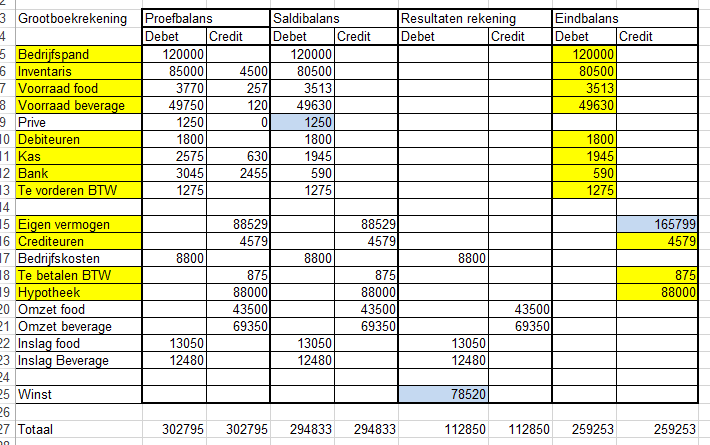 3 Grootboekrekening Proefbalans Saldibalans Resultaten rekening Eindbalans
4 Debet Credit Debet Credit Debet Credit Debet Credit
5 Bedrijfspand 120000 120000 120000
6 Inventaris 85000 4500 80500 80500
7 Voorraad food 3770 257 3513 3513
8 Voorraad beverage 49750 120 49630 49630
9 Prive 1250 0 1250
10 Debiteuren 1800 1800 1800
11 Kas 2575 630 1945 1945
12 Bank 3045 2455 590 590
13 Te vorderen BTW 1275 1275 1275
14
15 Eigen vermogen 88529 88529 165799
16 Crediteuren 4579 4579 4579
17 Bedrijfskosten 8800 8800 8800
18 Te betalen BTW 875 875 875
19 Hypotheek 88000 88000 88000
20 Omzet food 43500 43500 43500
21 Omzet beverage 69350 69350 69350
22 Inslag food 13050 13050 13050
23 Inslag Beverage 12480 12480 12480
24
25 Winst 78520
26
27 Totaal 302795 302795 294833 294833 112850 112850 259253 259253